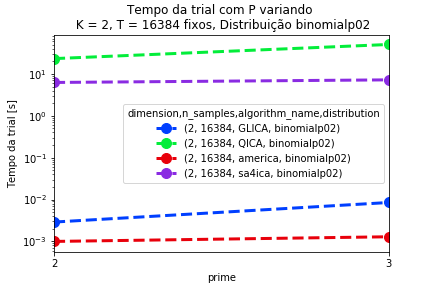 Tempo da trial com P variando
K = 2, T = 16384 fixos, Distribuição binomialp02
Tempo da trial [s]
10¹
10⁰
10⁻¹
10⁻²
10⁻³
dimension,n_samples,algorithm_name,distribution
(2, 16384, GLICA, binomialp02)
(2, 16384, QICA, binomialp02)
(2, 16384, america, binomialp02)
(2, 16384, sa4ica, binomialp02)
2 3
prime